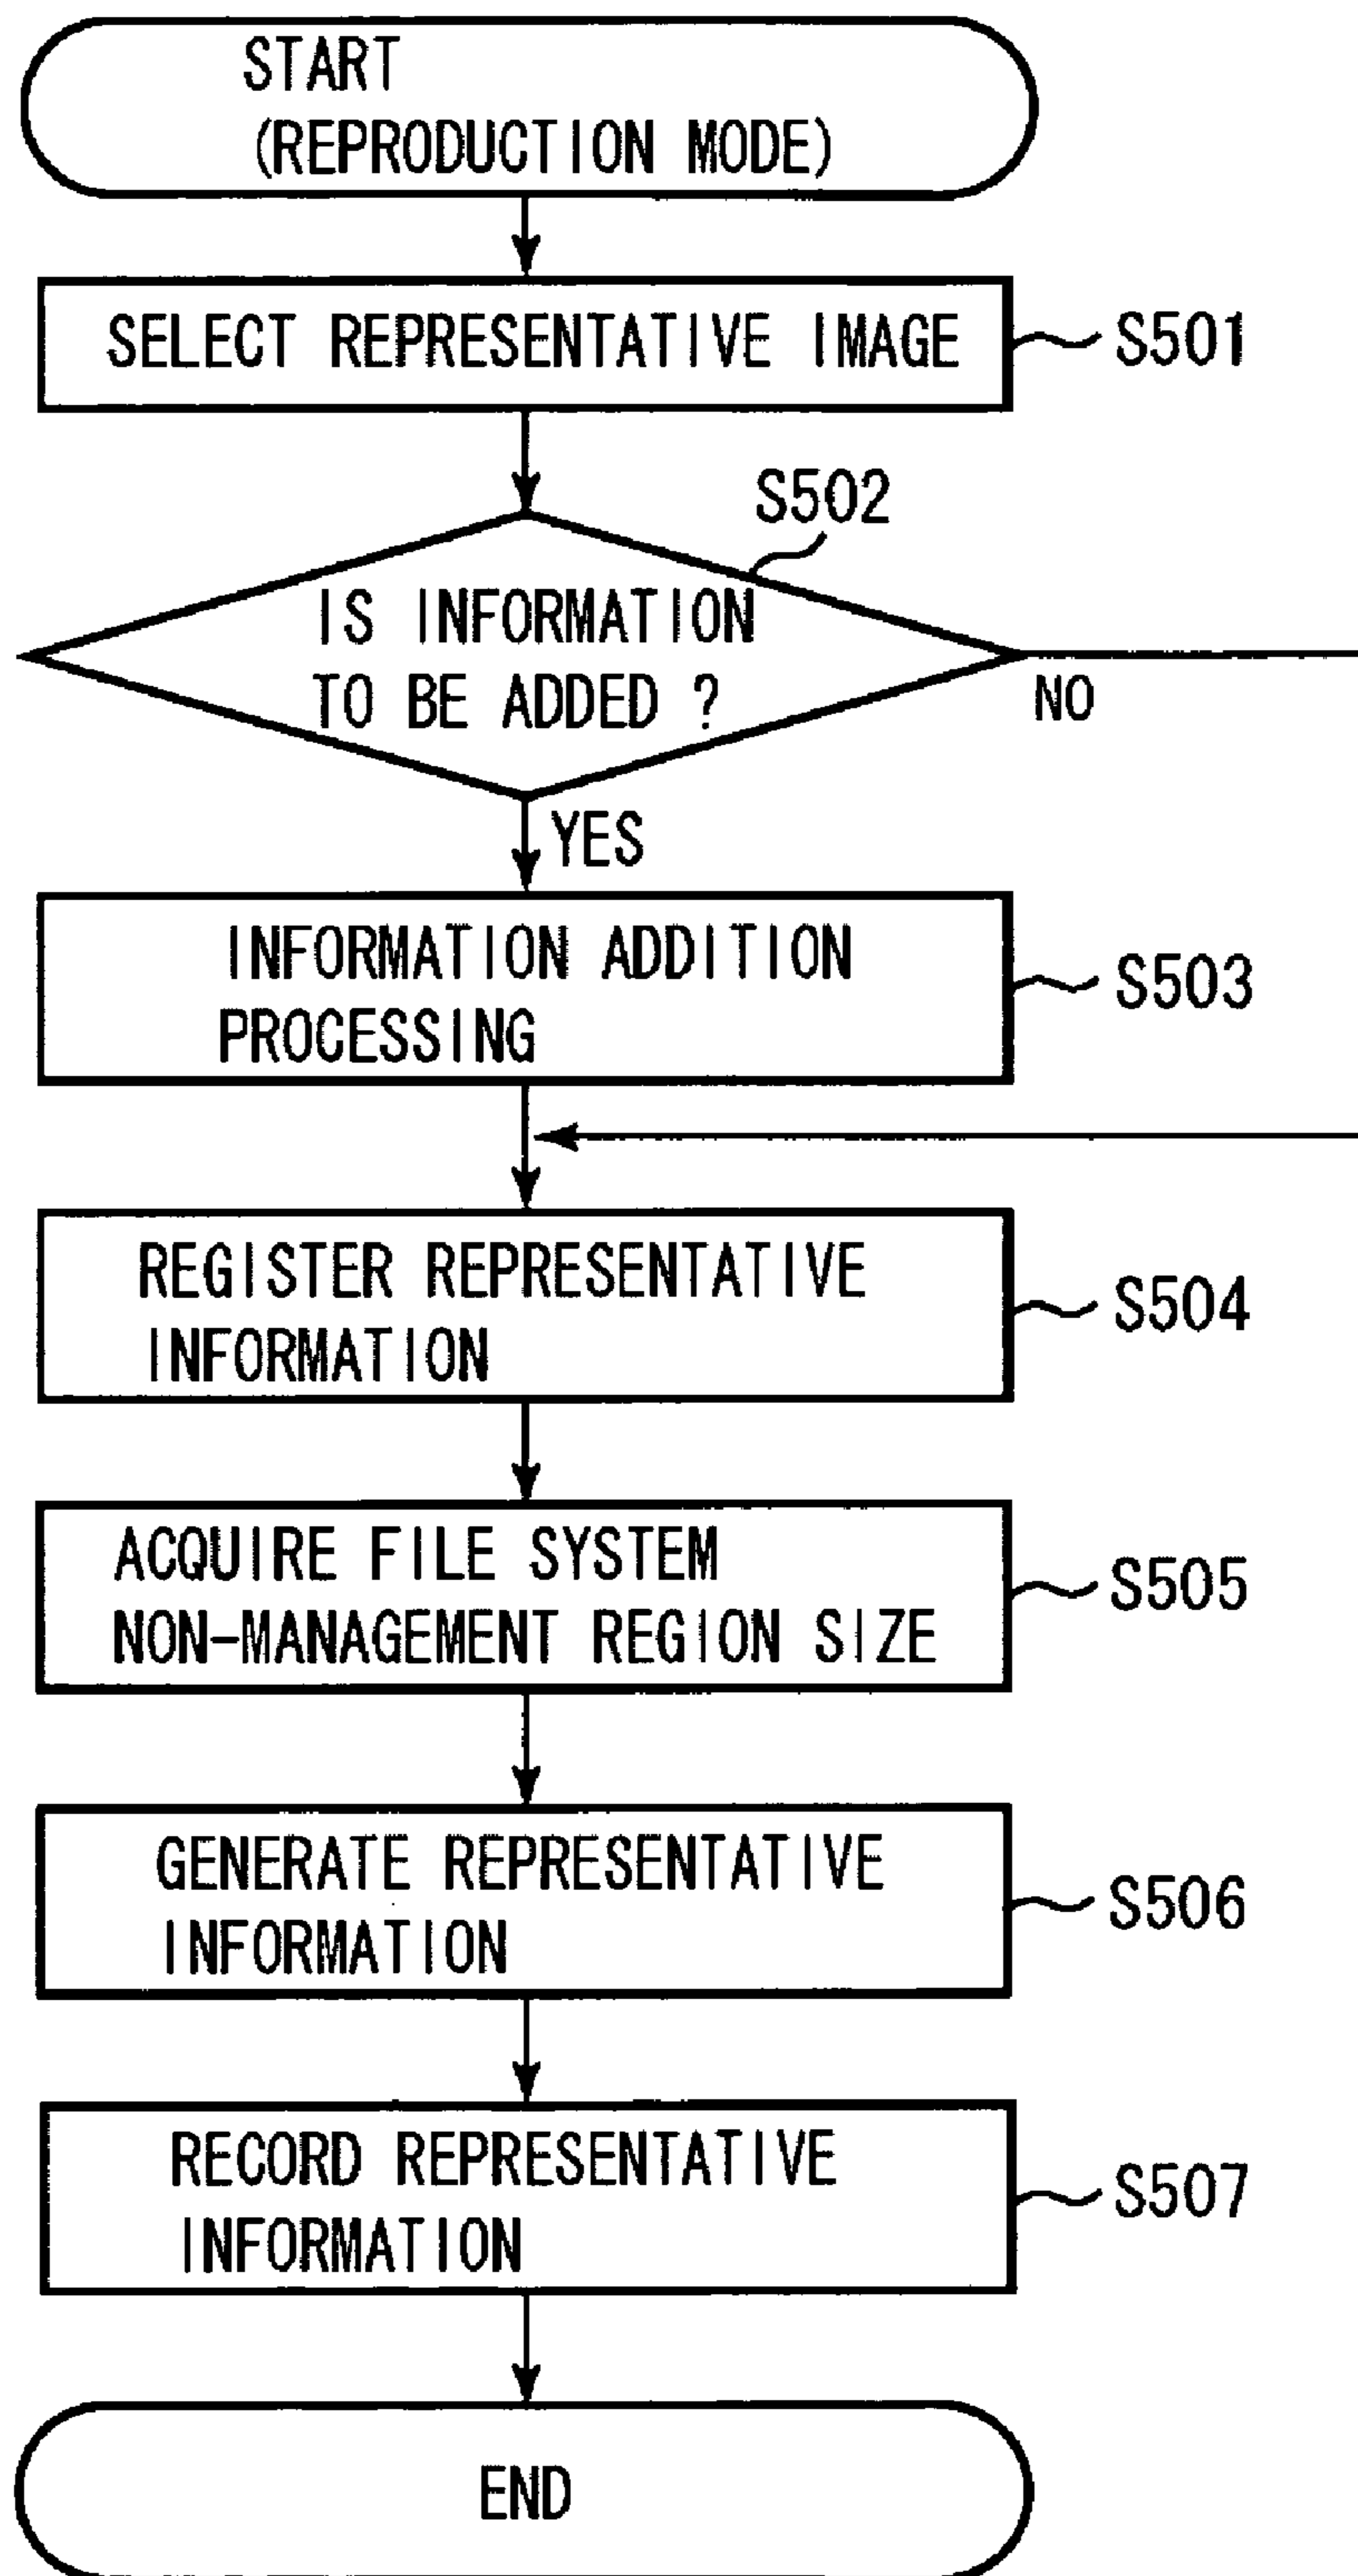 START
(REPRODUCTION MODE)
SELECT REPRESENTATIVE IMAGE
S501
S502
IS INFORMATION
TO BE ADDED ?
NO
YES
INFORMATION ADDITION
PROCESSING
S503
REGISTER REPRESENTATIVE
INFORMATION
S504
ACQUIRE FILE SYSTEM
NON-MANAGEMENT REGION SIZE
S505
GENERATE REPRESENTATIVE
INFORMATION
S506
RECORD REPRESENTATIVE
INFORMATION
S507
END